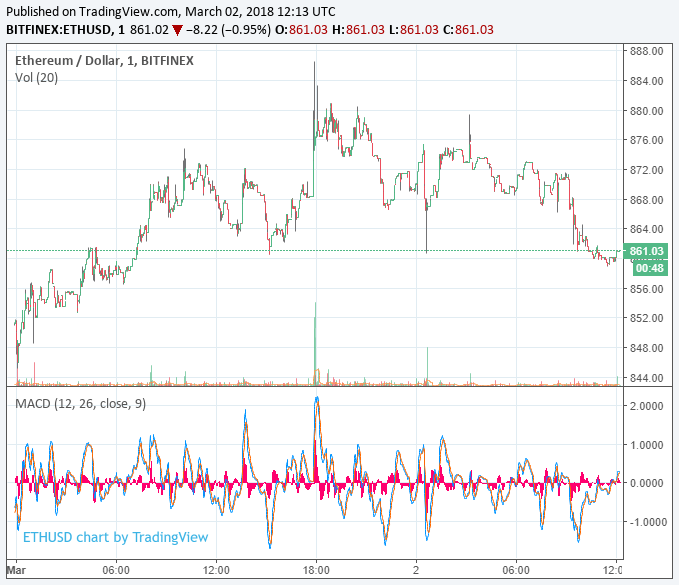 Published on TradingView.com, March 02, 2018 12:13 UTC
BITFINEX:ETHUSD, 1 861.02 ▼ −8.22 (−0.95%) O:861.03 H:861.03 L:861.03 C:861.03
Ethereum / Dollar, 1, BITFINEX
Vol (20)
888.00
884.00
880.00
876.00
872.00
868.00
864.00
861.03
00:48
856.00
852.00
848.00
844.00
MACD (12, 26, close, 9)
2.0000
1.0000
0.0000
-1.0000
ETHUSD chart by TradingView
Mar 06:00 12:00 18:00 2 06:00 12:0